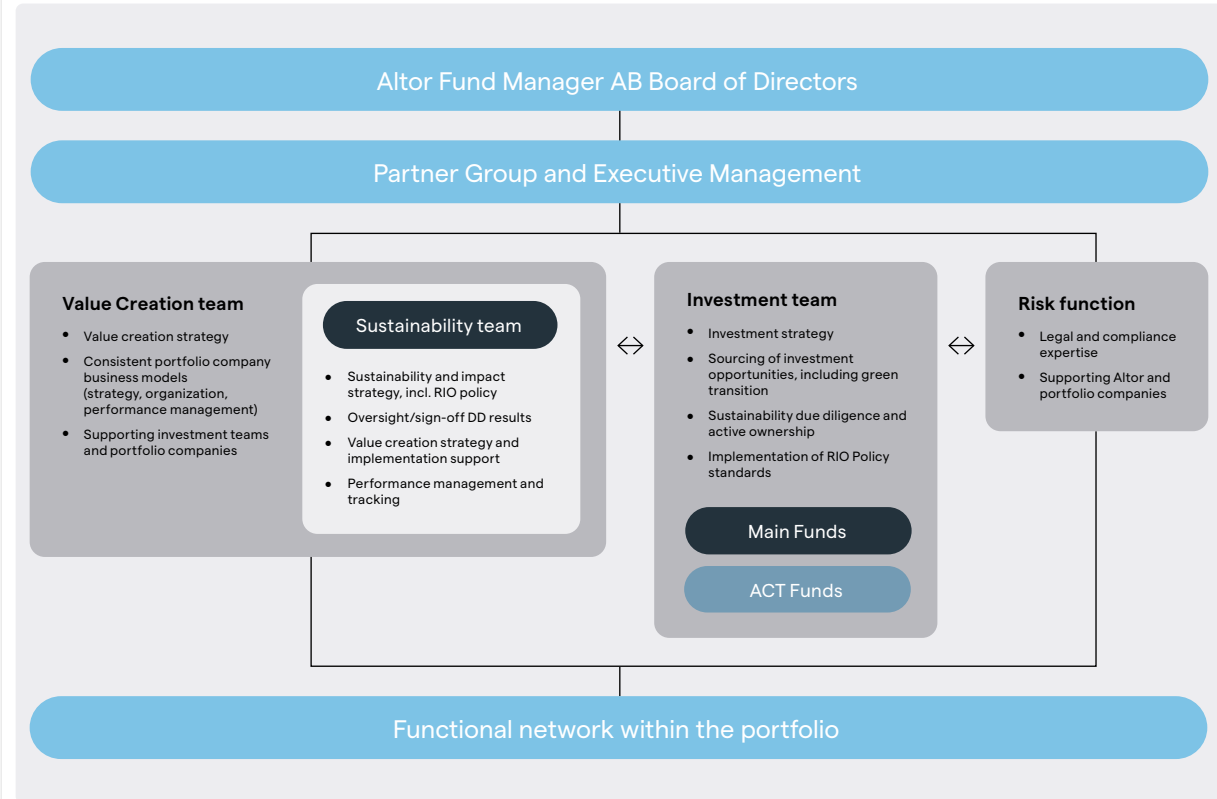 Altor Fund Manager AB Board of Directors
Partner Group and Executive Management
Value Creation team
• Value creation strategy
• Consistent portfolio company
business models
(strategy, organization,
performance management)
• Supporting investment teams
and portfolio companies
Sustainability team
• Sustainability and impact
strategy, incl. RIO policy
• Oversight/sign-off DD results
• Value creation strategy and
implementation support
• Performance management and
tracking
Investment team
• Investment strategy
• Sourcing of investment
opportunities, including green
transition
• Sustainability due diligence and
active ownership
• Implementation of RIO Policy
standards
Main Funds
ACT Funds
Risk function
• Legal and compliance
expertise
• Supporting Altor and
portfolio companies
Functional network within the portfolio